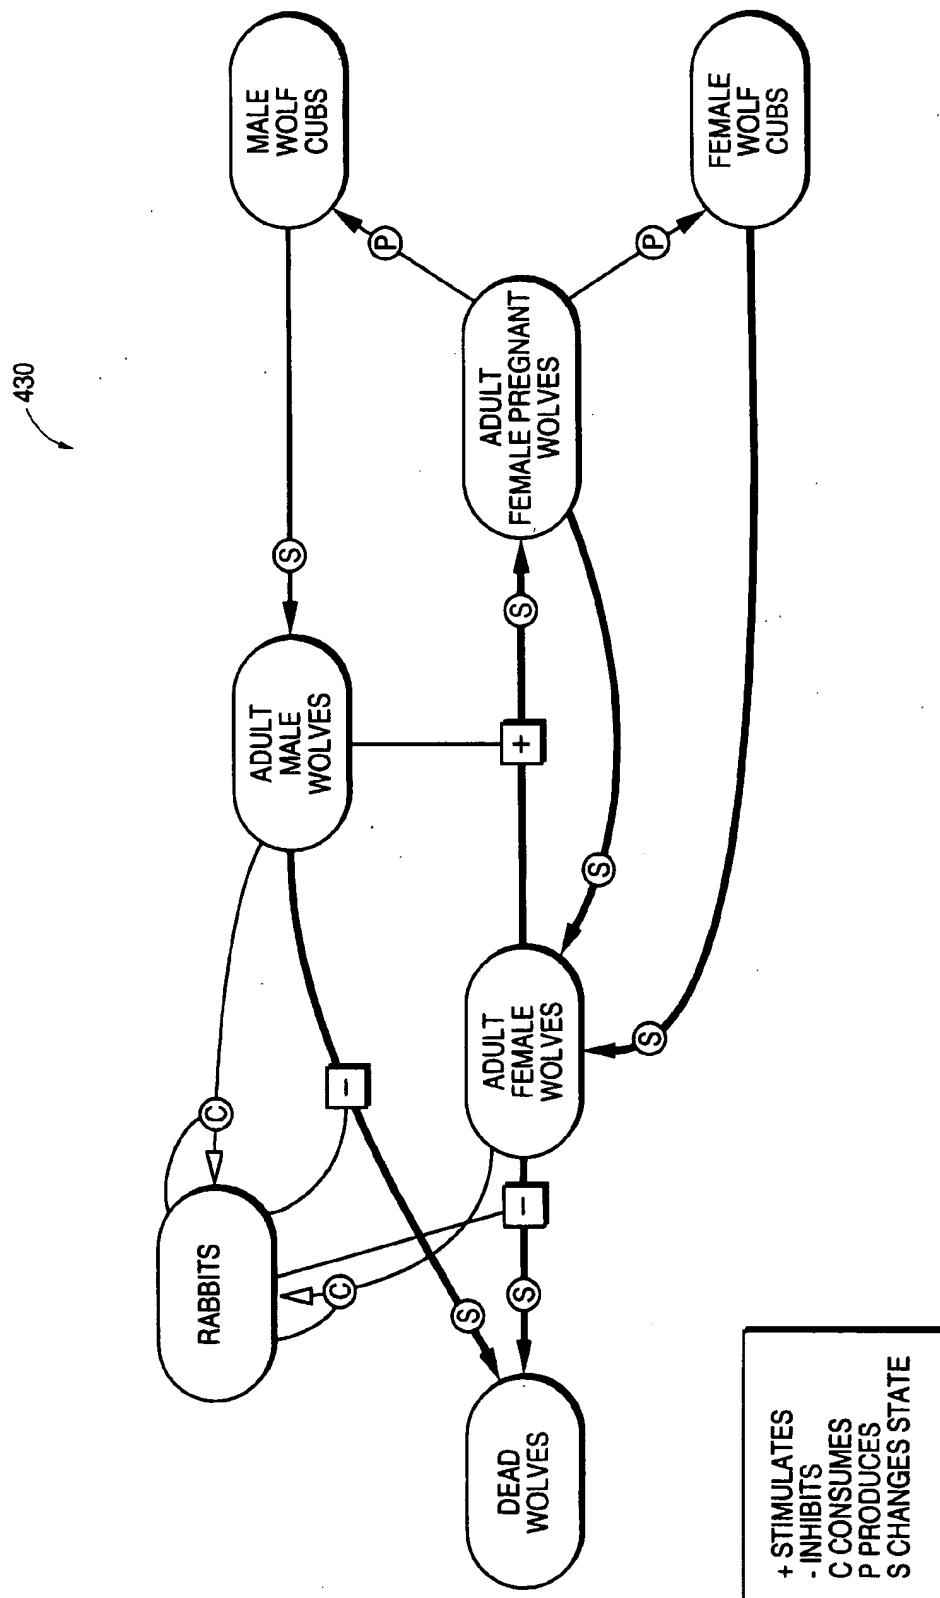 430
MALE
WOLF
CUBS
FEMALE
WOLF
CUBS
P
P
S
ADULT
FEMALE PREGNANT
WOLVES
ADULT
MALE
WOLVES
S
+
S
S
C
-
ADULT
FEMALE
WOLVES
RABBITS
-
C
S
S
DEAD
WOLVES
+ STIMULATES
- INHIBITS
C CONSUMES
P PRODUCES
S CHANGES STATE